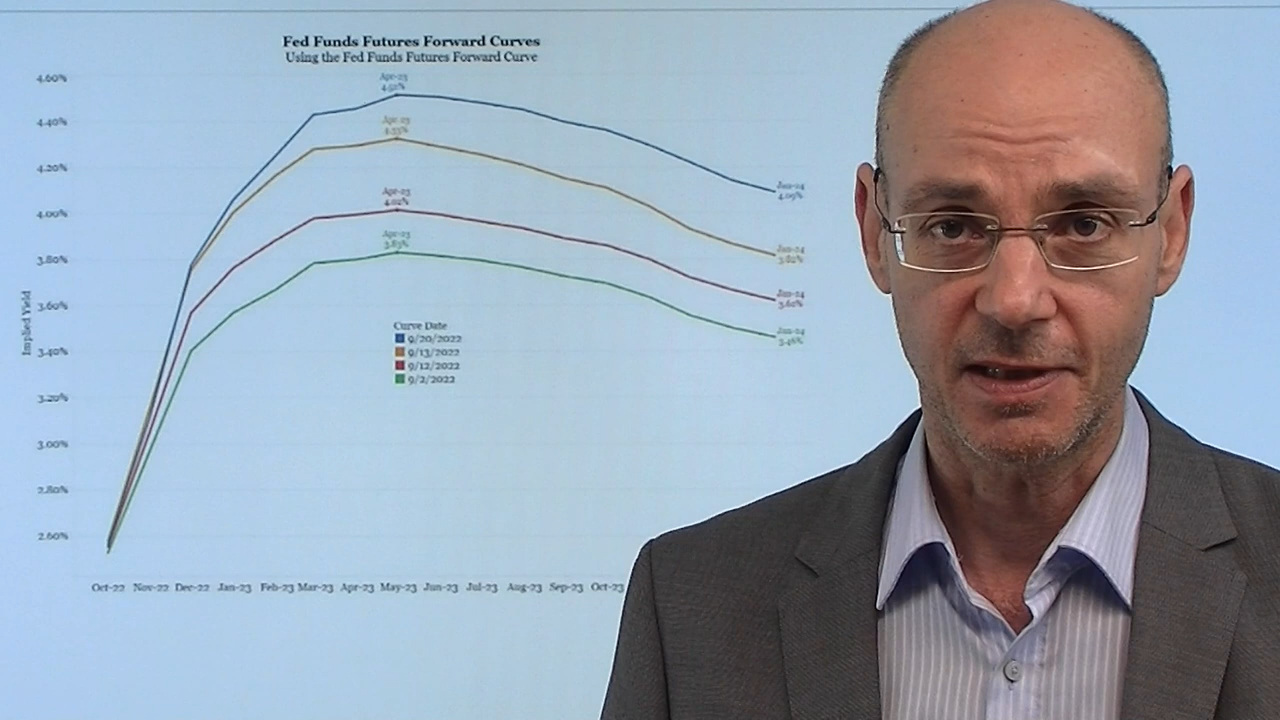 Fed Funds Futures Forward Curves
Using the Fed Funds Futures Forward Curve
Implied Yield
4.60%
4.40%
4.20%
4.00%
3.80%
3.60%
3.40%
3.20%
3.00%
2.80%
2.60%
Apr-23
4.52%
Apr-23
4.33%
Apr-23
4.02%
Apr-23
3.83%
Jan-24
4.09%
Jan-24
3.82%
Jan-24
3.62%
Jan-24
3.46%
Curve Date
9/20/2022
9/13/2022
9/12/2022
9/2/2022
Oct-22 Nov-22 Dec-22 Jan-23 Feb-23 Mar-23 Apr-23 May-23 Jun-23 Jul-23 Aug-23 Sep-23 Oct-23